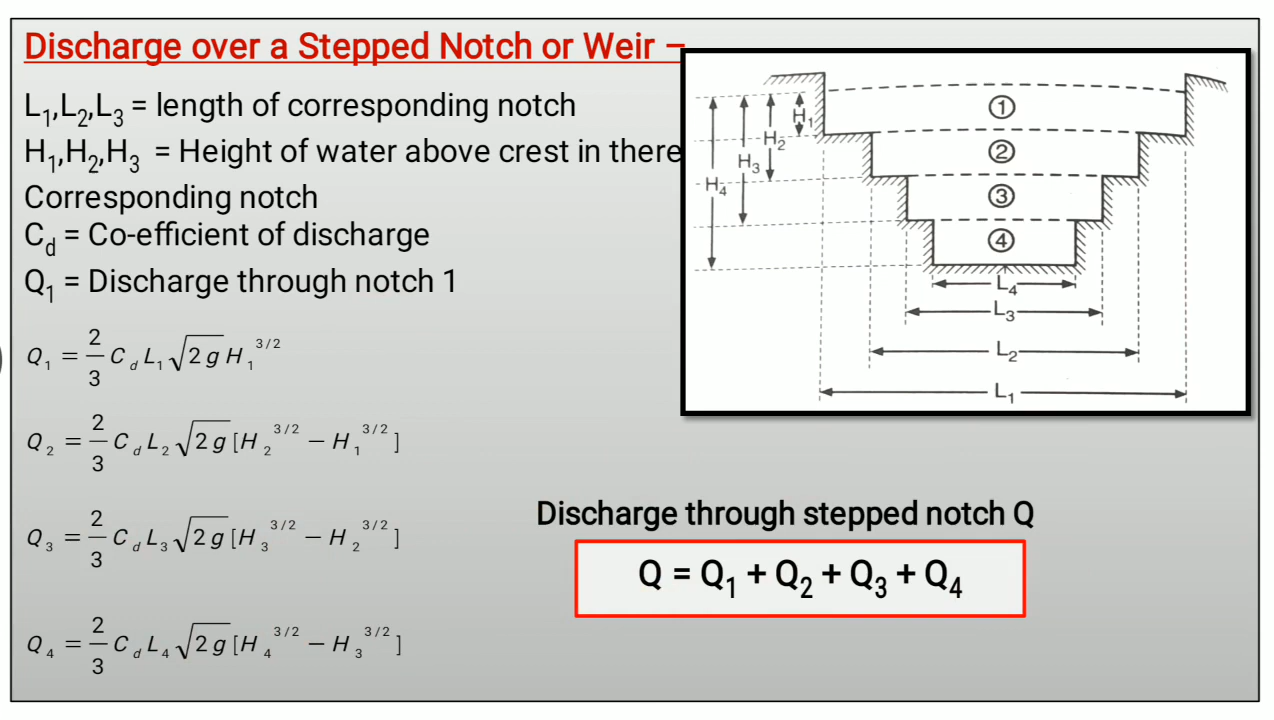 Discharge over a Stepped Notch or Weir –
L₁,L₂,L₃ = length of corresponding notch
H₁,H₂,H₃ = Height of water above crest in there
Corresponding notch
C_d = Co-efficient of discharge
Q₁ = Discharge through notch 1
Q₁ = 2/3 C_d L₁ √2g H₁^3/2
Q₂ = 2/3 C_d L₂ √2g [H₂^3/2 – H₁^3/2]
Q₃ = 2/3 C_d L₃ √2g [H₃^3/2 – H₂^3/2]
Q₄ = 2/3 C_d L₄ √2g [H₄^3/2 – H₃^3/2]
①
H₁
H₂
②
H₃
H₄
③
④
L₄
L₃
L₂
L₁
Discharge through stepped notch Q
Q = Q₁ + Q₂ + Q₃ + Q₄